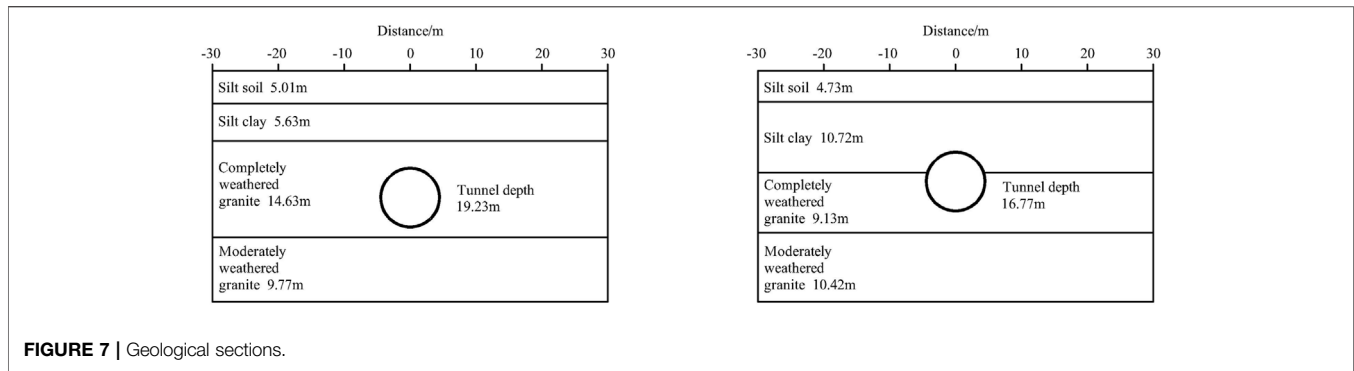 Distance/m
-30 -20 -10 0 10 20 30
Silt soil 5.01m
Silt clay 5.63m
Completely
weathered
granite 14.63m
Tunnel depth
19.23m
Moderately
weathered
granite 9.77m
Distance/m
-30 -20 -10 0 10 20 30
Silt soil 4.73m
Silt clay 10.72m
Completely
weathered
granite 9.13m
Tunnel depth
16.77m
Moderately
weathered
granite 10.42m
FIGURE 7 | Geological sections.